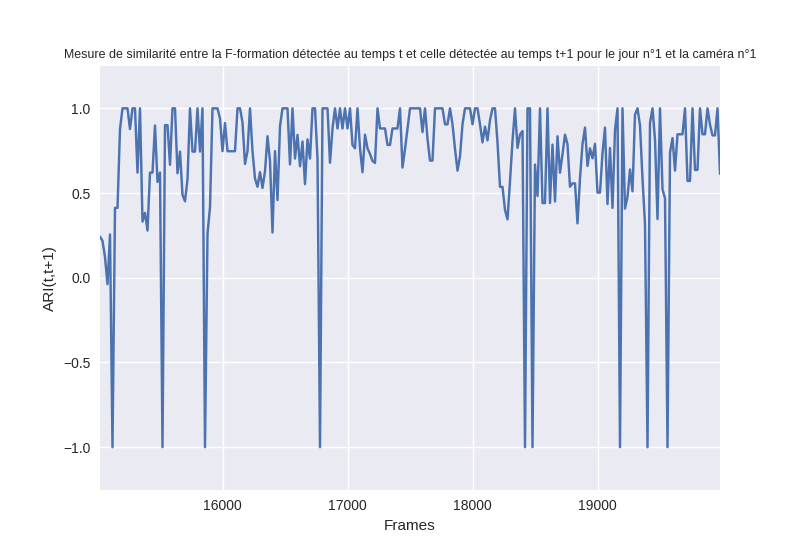 Mesure de similarité entre la F-formation détectée au temps t et celle détectée au temps t+1 pour le jour n°1 et la caméra n°1
1.0
0.5
0.0
−0.5
−1.0
ARI(t,t+1)
16000 17000 18000 19000
Frames